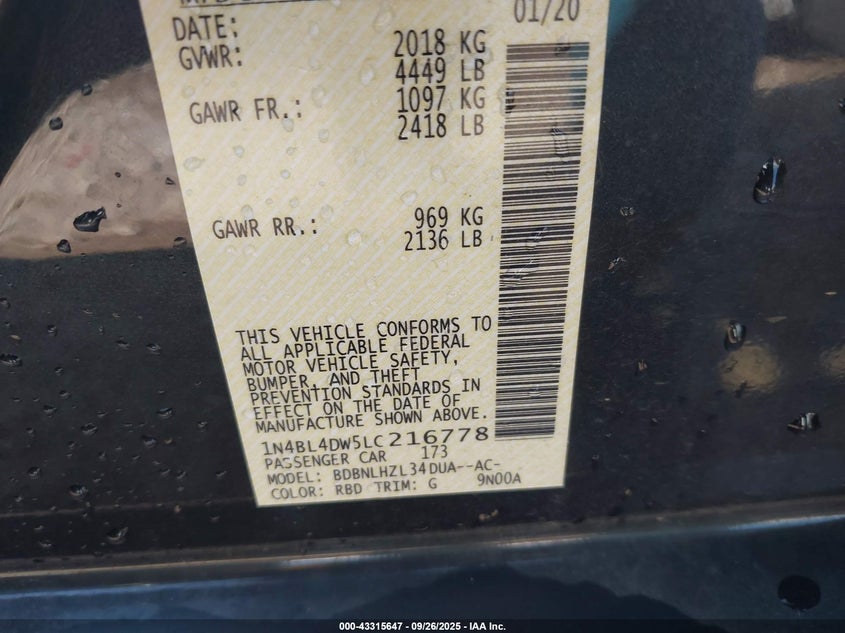 01/20
DATE:
GVWR: 2018 KG
4449 LB
GAWR FR.: 1097 KG
2418 LB
GAWR RR.: 969 KG
2136 LB
THIS VEHICLE CONFORMS TO
ALL APPLICABLE FEDERAL
MOTOR VEHICLE SAFETY,
BUMPER, AND THEFT
PREVENTION STANDARDS IN
EFFECT ON THE DATE OF
MANUFACTURE SHOWN ABOVE.
1N4BL4DW5LC216778
PASSENGER CAR 173
MODEL: BDBNLHZL34DUA--AC-
COLOR: RBD TRIM: G 9N00A
000-43315647 - 09/26/2025 - IAA Inc.